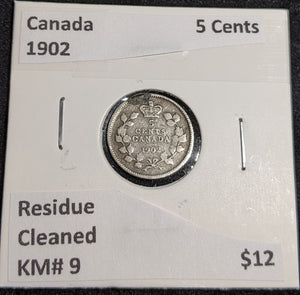 Canada 5 Cents
1902
5
CENTS
CANADA
1902
Residue
Cleaned
KM# 9 $12